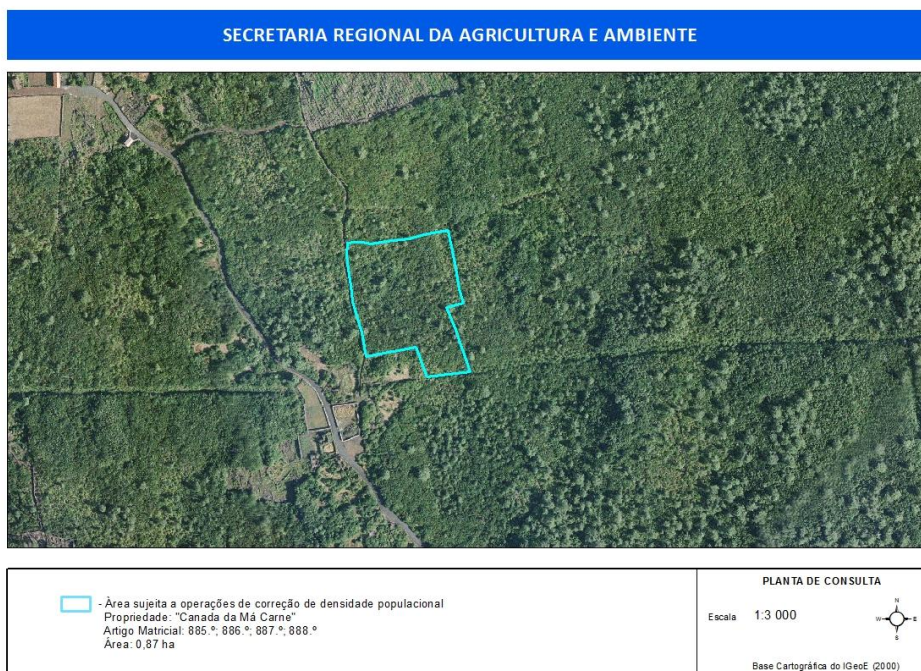 SECRETARIA REGIONAL DA AGRICULTURA E AMBIENTE
- Àrea sujeita a operações de correção de densidade populacional
Propriedade: "Canada da Má Carne"
Artigo Matricial: 885.º; 886.º; 887.º; 888.º
Área: 0,87 ha
PLANTA DE CONSULTA
Escala 1:3 000
N
W E
S
Base Cartográfica do IGeoE (2000)